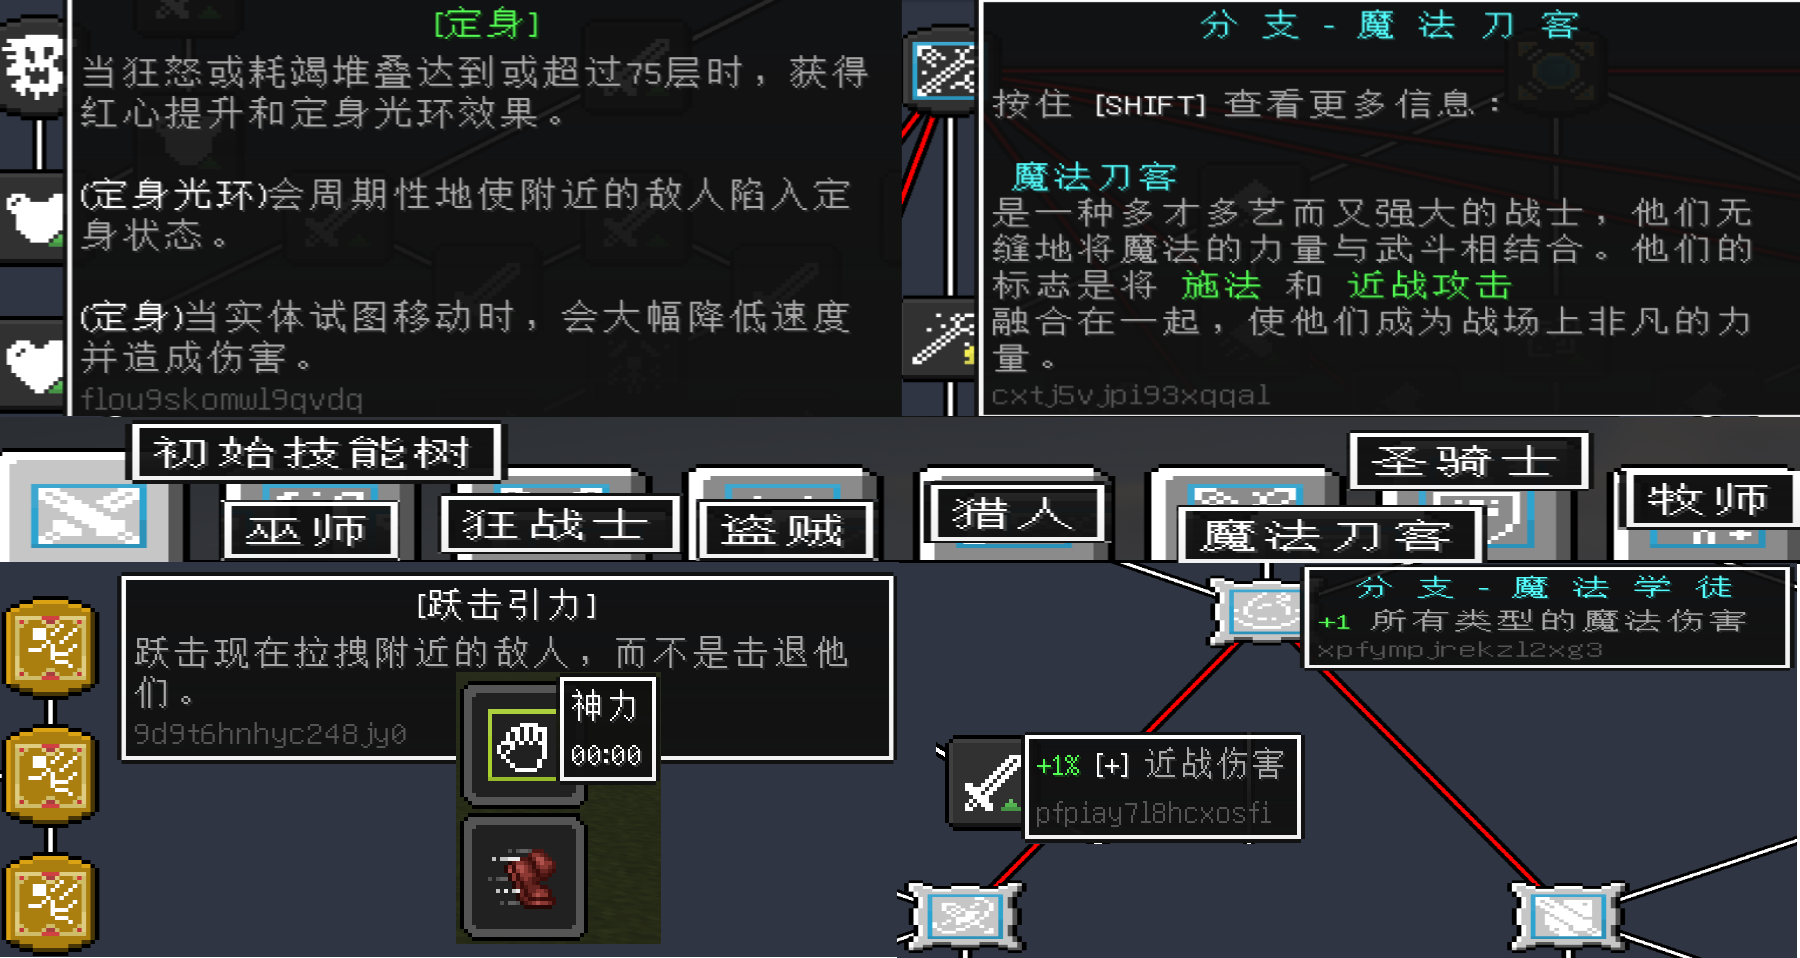 [定身]
当狂怒或耗竭堆叠达到或超过75层时，获得
红心提升和定身光环效果。
(定身光环)会周期性地使附近的敌人陷入定
身状态。
(定身)当实体试图移动时，会大幅降低速度
并造成伤害。
flou9skomwl9qvdq
分支-魔法刀客
按住 [SHIFT] 查看更多信息：
魔法刀客
是一种多才多艺而又强大的战士，他们无
缝地将魔法的力量与武斗相结合。他们的
标志是将 施法 和 近战攻击
融合在一起，使他们成为战场上非凡的力
量。
cxtj5vjpi93xqqal
初始技能树
巫师
狂战士
盗贼
猎人
魔法刀客
圣骑士
牧师
[跃击引力]
跃击现在拉拽附近的敌人，而不是击退他
们。
9d9t6hnhyc248jy0
神力
00:00
分支-魔法学徒
+1 所有类型的魔法伤害
xpfympjrekzl2xg3
+1% [+] 近战伤害
pfpiay7l8hcxosfi